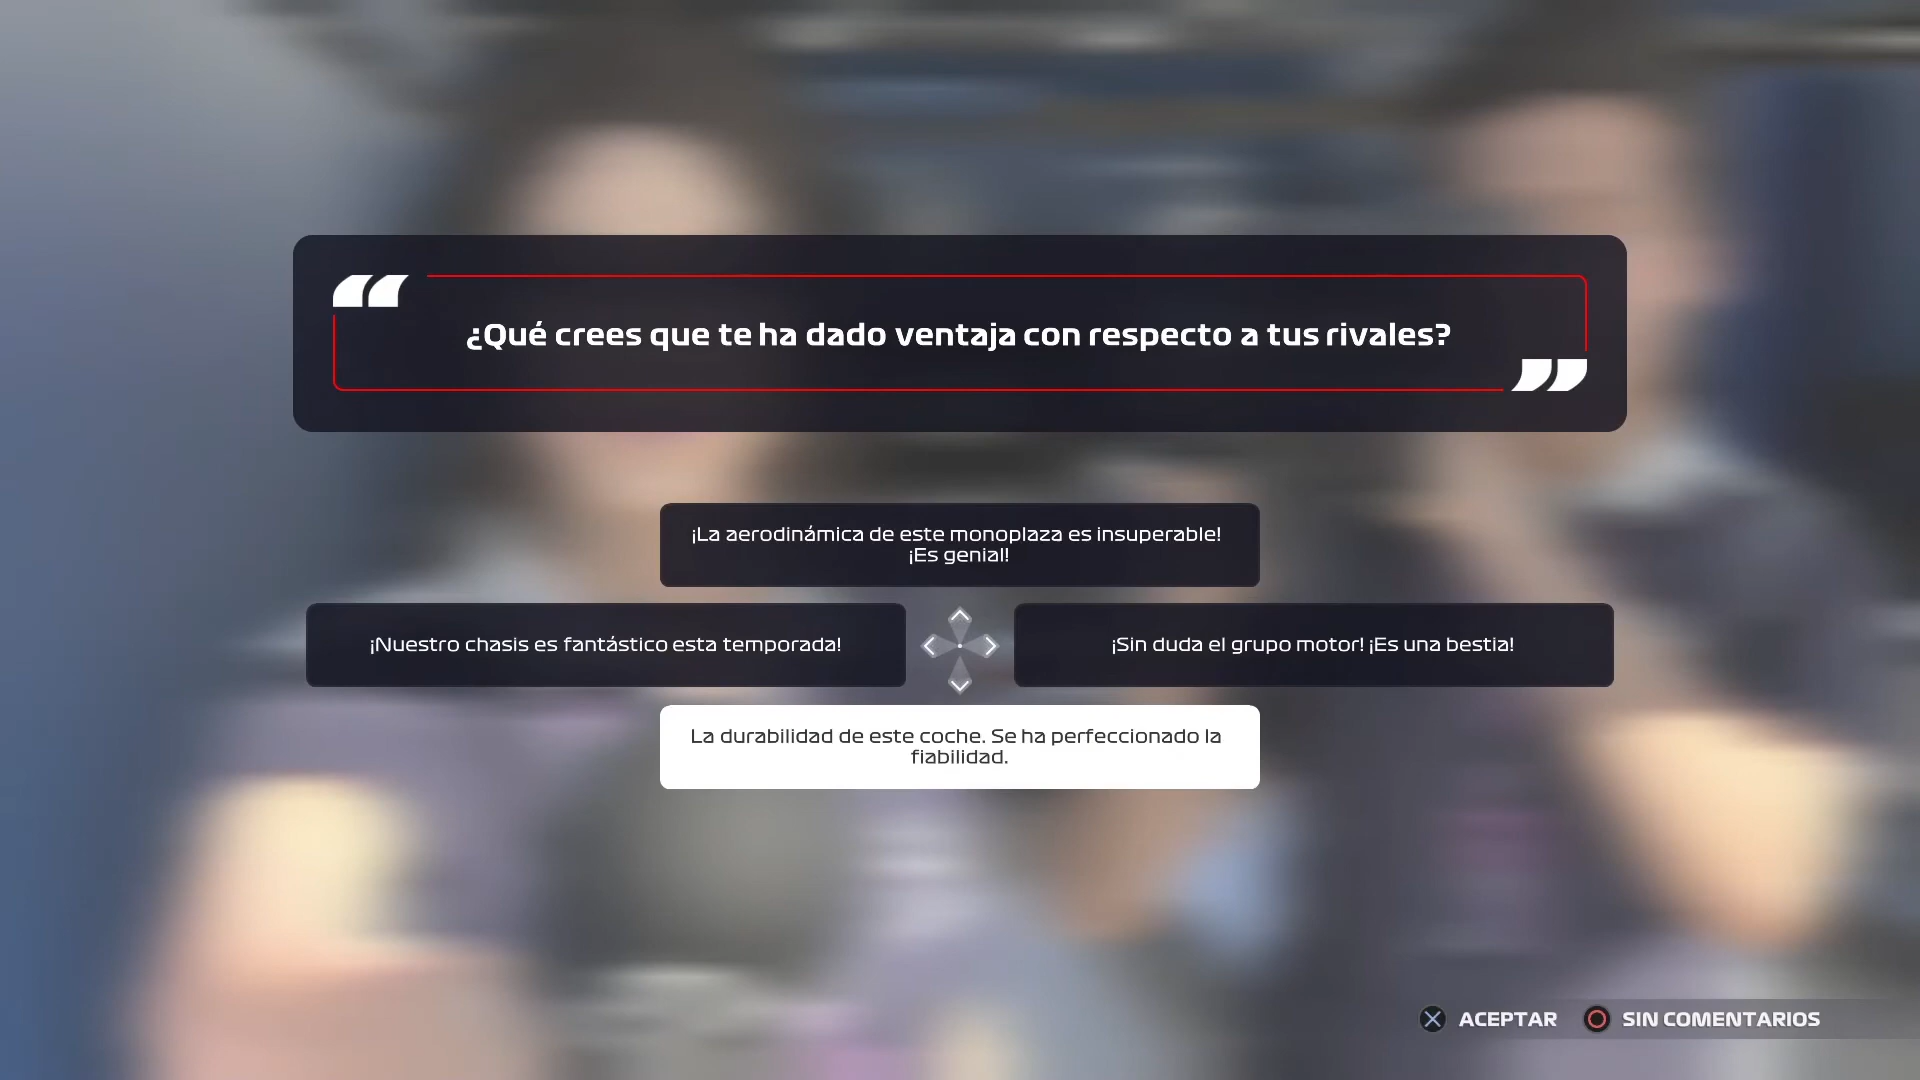 ¿Qué crees que te ha dado ventaja con respecto a tus rivales?
¡La aerodinámica de este monoplaza es insuperable!
¡Es genial!
¡Nuestro chasis es fantástico esta temporada!
¡Sin duda el grupo motor! ¡Es una bestia!
La durabilidad de este coche. Se ha perfeccionado la
fiabilidad.
ACEPTAR
SIN COMENTARIOS